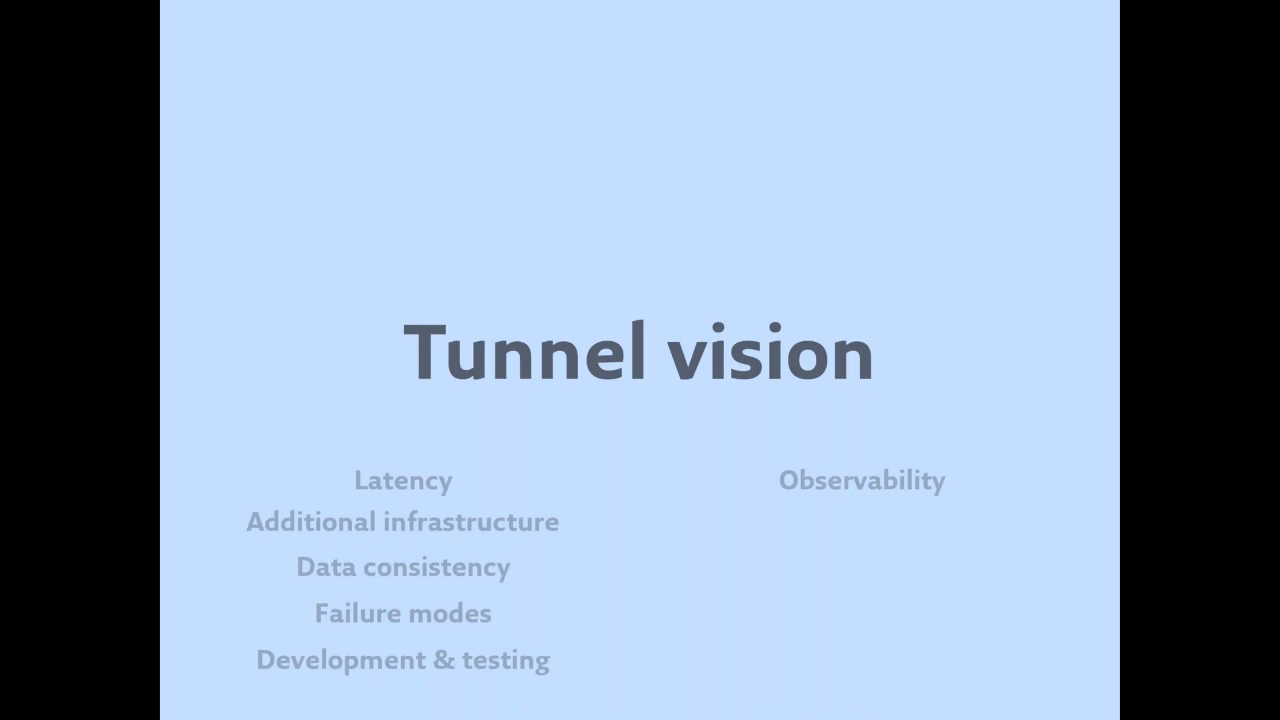 Tunnel vision
Latency
Additional infrastructure
Data consistency
Failure modes
Development & testing
Observability